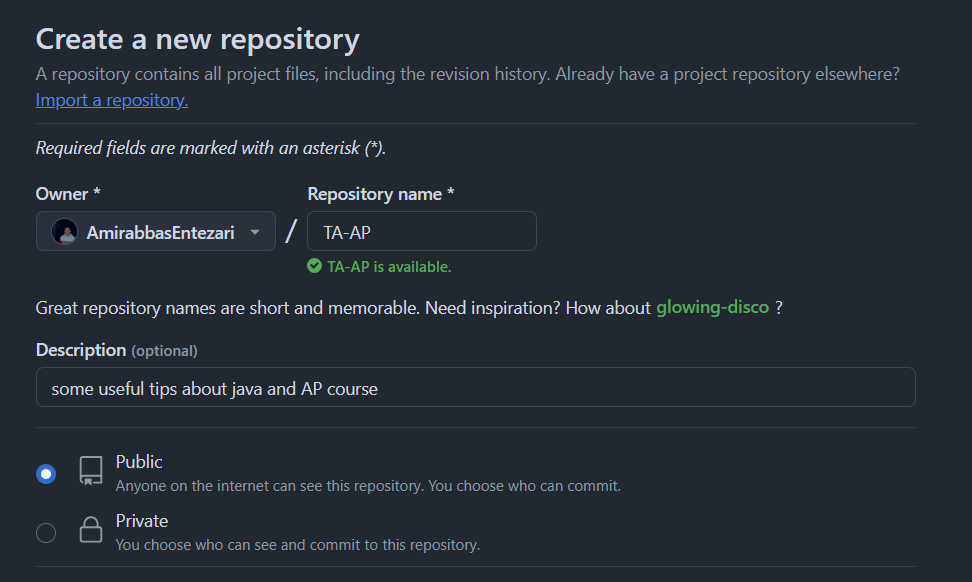 Create a new repository
A repository contains all project files, including the revision history. Already have a project repository elsewhere?
Import a repository.
Required fields are marked with an asterisk (*).
Owner *
Repository name *
AmirabbasEntezari
/
TA-AP
TA-AP is available.
Great repository names are short and memorable. Need inspiration? How about glowing-disco ?
Description (optional)
some useful tips about java and AP course
Public
Anyone on the internet can see this repository. You choose who can commit.
Private
You choose who can see and commit to this repository.